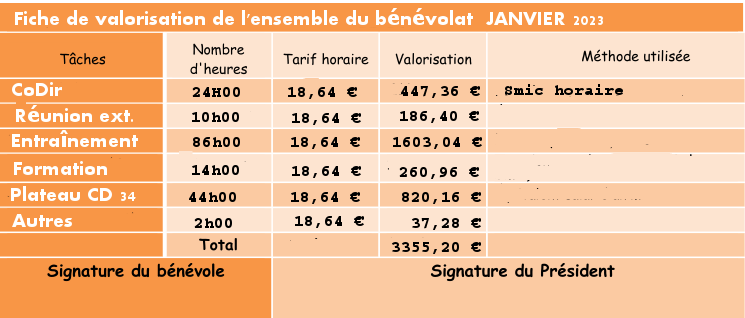 Fiche de valorisation de l'ensemble du bénévolat JANVIER 2023
Tâches Nombre d'heures Tarif horaire Valorisation Méthode utilisée
CoDir 24H00 18,64 € 447,36 € Smic horaire
Réunion ext. 10h00 18,64 € 186,40 €
Entraînement 86h00 18,64 € 1603,04 €
Formation 14h00 18,64 € 260,96 €
Plateau CD 34 44h00 18,64 € 820,16 €
Autres 2h00 18,64 € 37,28 €
Total 3355,20 €
Signature du bénévole Signature du Président